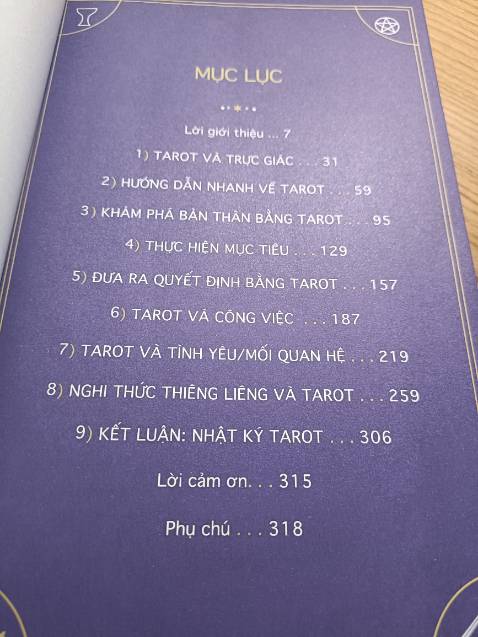 MỤC LỤC
Lời giới thiệu ... 7
1) TAROT VÀ TRỰC GIÁC . . . 31
2) HƯỚNG DẪN NHANH VỀ TAROT . . . 59
3) KHÁM PHÁ BẢN THÂN BẰNG TAROT . . . 95
4) THỰC HIỆN MỤC TIÊU . . . 129
5) ĐƯA RA QUYẾT ĐỊNH BẰNG TAROT . . . 157
6) TAROT VÀ CÔNG VIỆC . . . 187
7) TAROT VÀ TÌNH YÊU/MỐI QUAN HỆ . . . 219
8) NGHI THỨC THIÊNG LIÊNG VÀ TAROT . . . 259
9) KẾT LUẬN: NHẬT KÝ TAROT . . . 306
Lời cảm ơn. . . 315
Phụ chú . . . 318